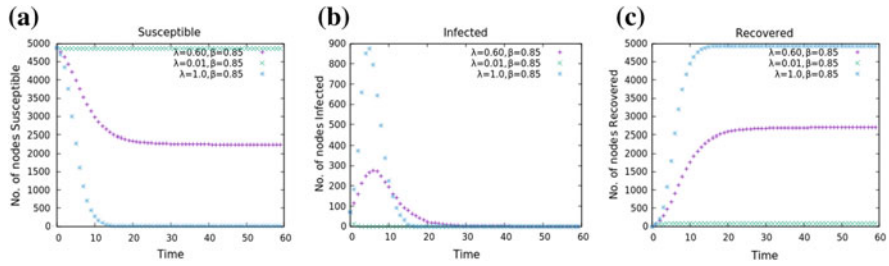 (a)
Susceptible
No. of nodes Susceptible
5000
4500
4000
3500
3000
2500
2000
1500
1000
500
0
λ=0.60,β=0.85
λ=0.01,β=0.85
λ=1.0,β=0.85
0 10 20 30 40 50 60
Time
(b)
Infected
No. of nodes Infected
900
800
700
600
500
400
300
200
100
0
λ=0.60,β=0.85
λ=0.01,β=0.85
λ=1.0,β=0.85
0 10 20 30 40 50 60
Time
(c)
Recovered
No. of nodes Recovered
5000
4500
4000
3500
3000
2500
2000
1500
1000
500
0
λ=0.60,β=0.85
λ=0.01,β=0.85
λ=1.0,β=0.85
0 10 20 30 40 50 60
Time